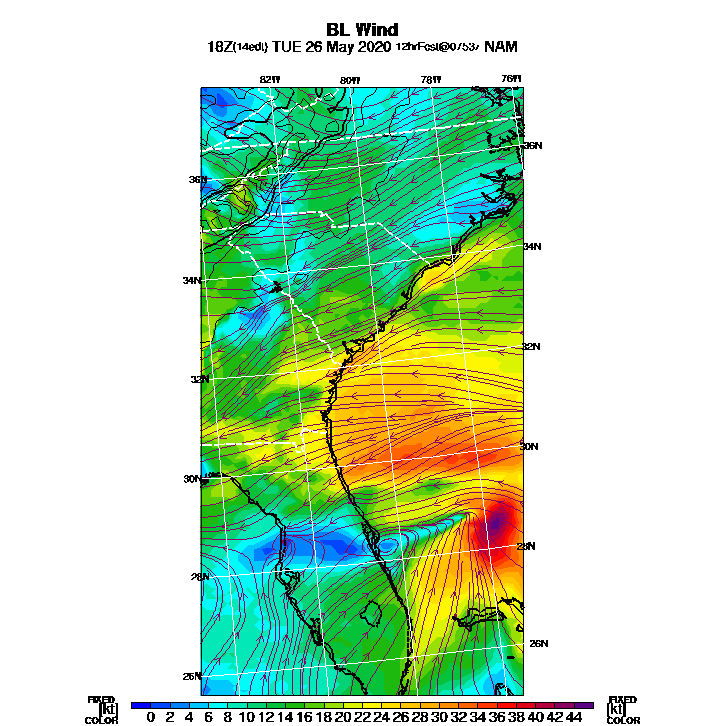 BL Wind
18Z(14edt) TUE 26 May 2020 12hrFcst@0753z NAM
82W 80W 78W 76W
36N 36N
34N 34N
32N 32N
30N 30N
28N 28N
26N 26N
FIXED FIXED
[kt] 0 2 4 6 8 10 12 14 16 18 20 22 24 26 28 30 32 34 36 38 40 42 44 [kt]
COLOR COLOR